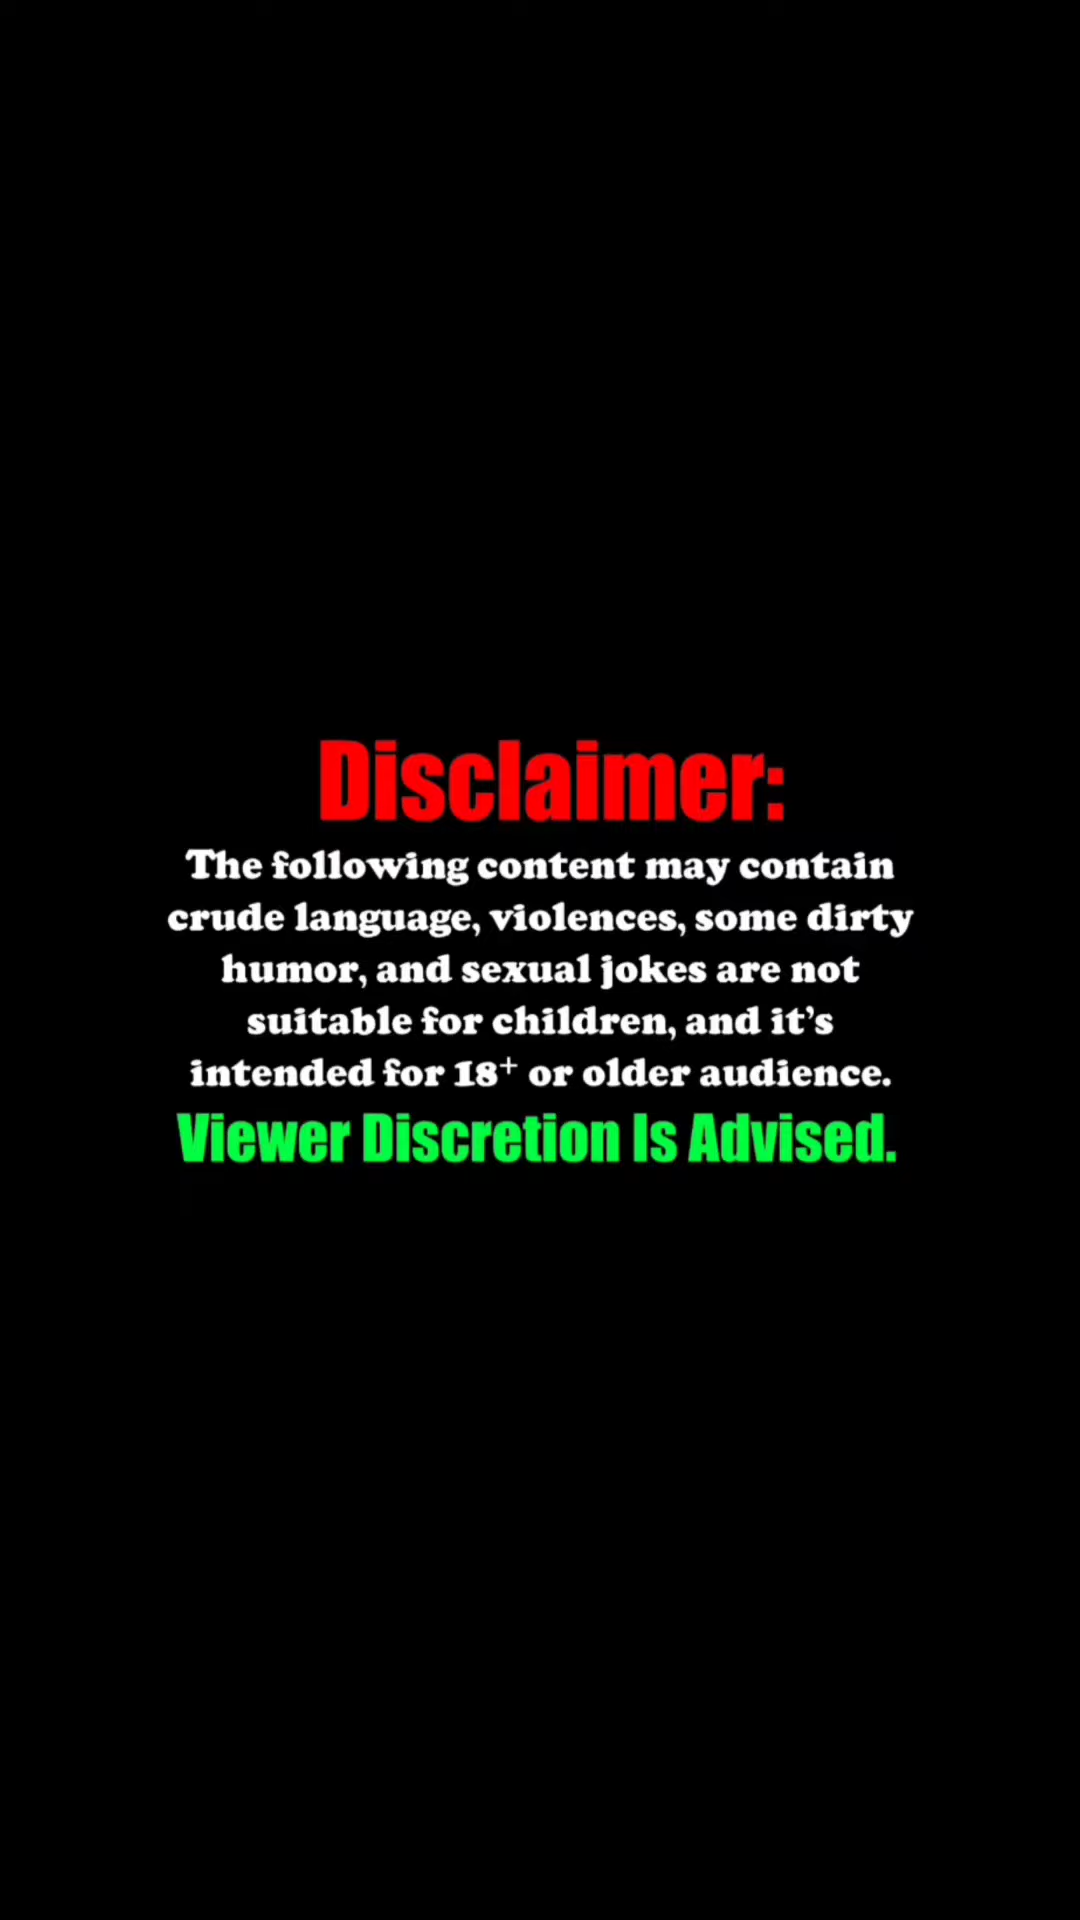 Disclaimer:
The following content may contain
crude language, violences, some dirty
humor, and sexual jokes are not
suitable for children, and it’s
intended for 18+ or older audience.
Viewer Discretion Is Advised.